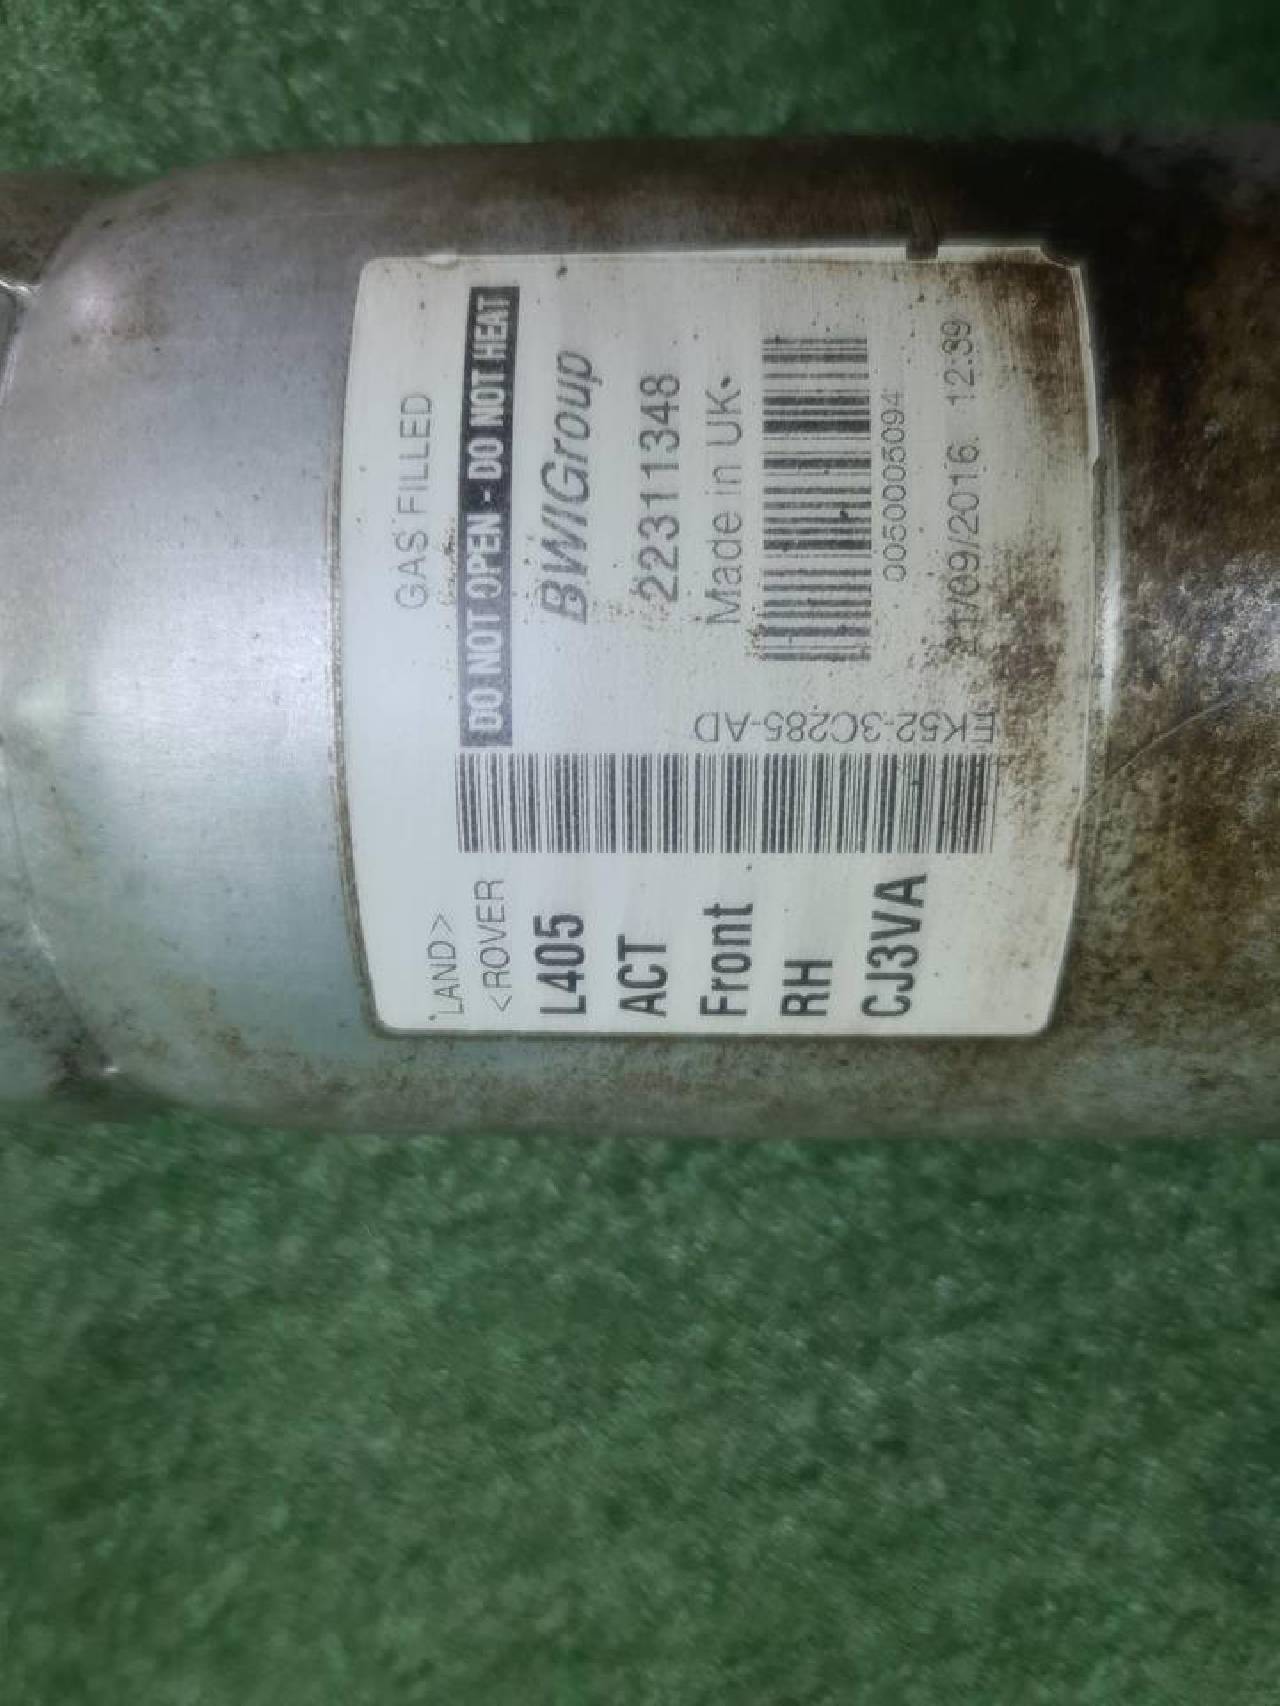 LAND>
<ROVER
L405
ACT
Front
RH
CJ3VA
EK52-3C285-AD
GAS FILLED
DO NOT OPEN - DO NOT HEAT
BWIGroup
22311348
Made in UK
0050005094
21/09/2016 12:39